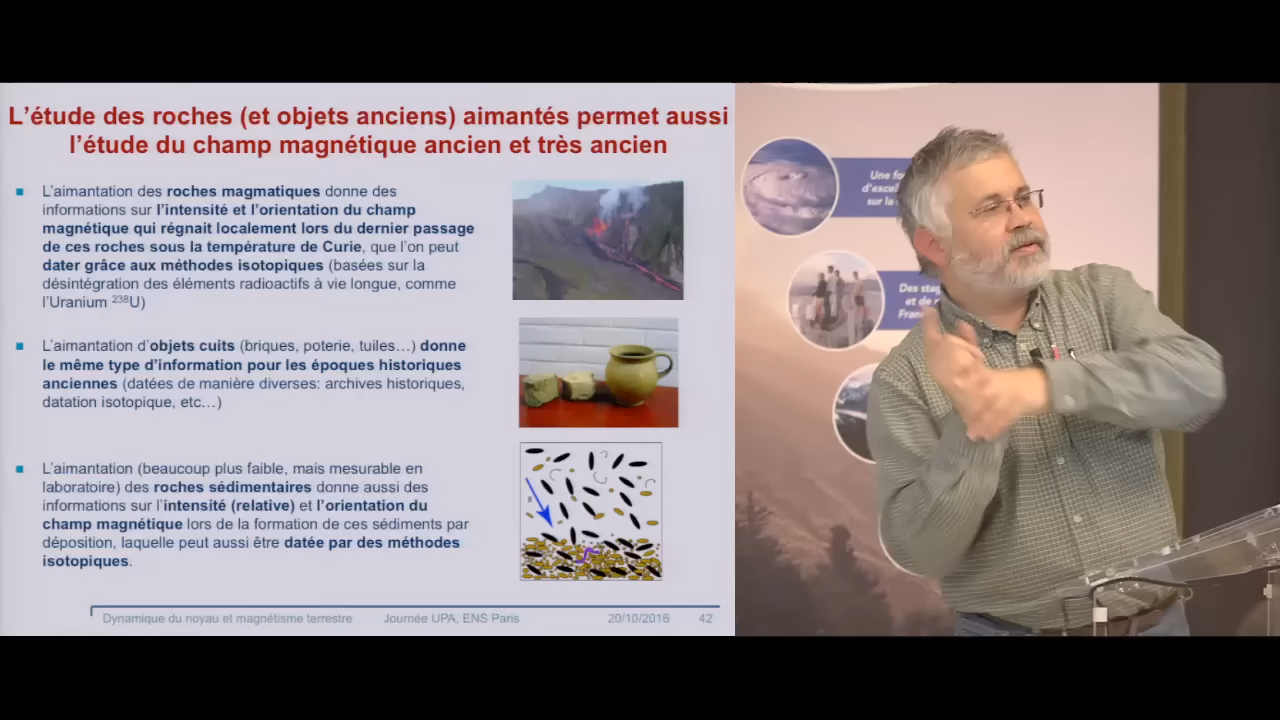 L’étude des roches (et objets anciens) aimantés permet aussi
l’étude du champ magnétique ancien et très ancien
L’aimantation des roches magmatiques donne des
informations sur l’intensité et l’orientation du champ
magnétique qui régnait localement lors du dernier passage
de ces roches sous la température de Curie, que l’on peut
dater grâce aux méthodes isotopiques (basées sur la
désintégration des éléments radioactifs à vie longue, comme
l’Uranium ²³⁸U)
L’aimantation d’objets cuits (briques, poterie, tuiles…) donne
le même type d’information pour les époques historiques
anciennes (datées de manière diverses: archives historiques,
datation isotopique, etc…)
L’aimantation (beaucoup plus faible, mais mesurable en
laboratoire) des roches sédimentaires donne aussi des
informations sur l’intensité (relative) et l’orientation du
champ magnétique lors de la formation de ces sédiments par
déposition, laquelle peut aussi être datée par des méthodes
isotopiques.
Dynamique du noyau et magnétisme terrestre Journée UPA, ENS Paris 20/10/2016 42
Une
sur la
Des
et de